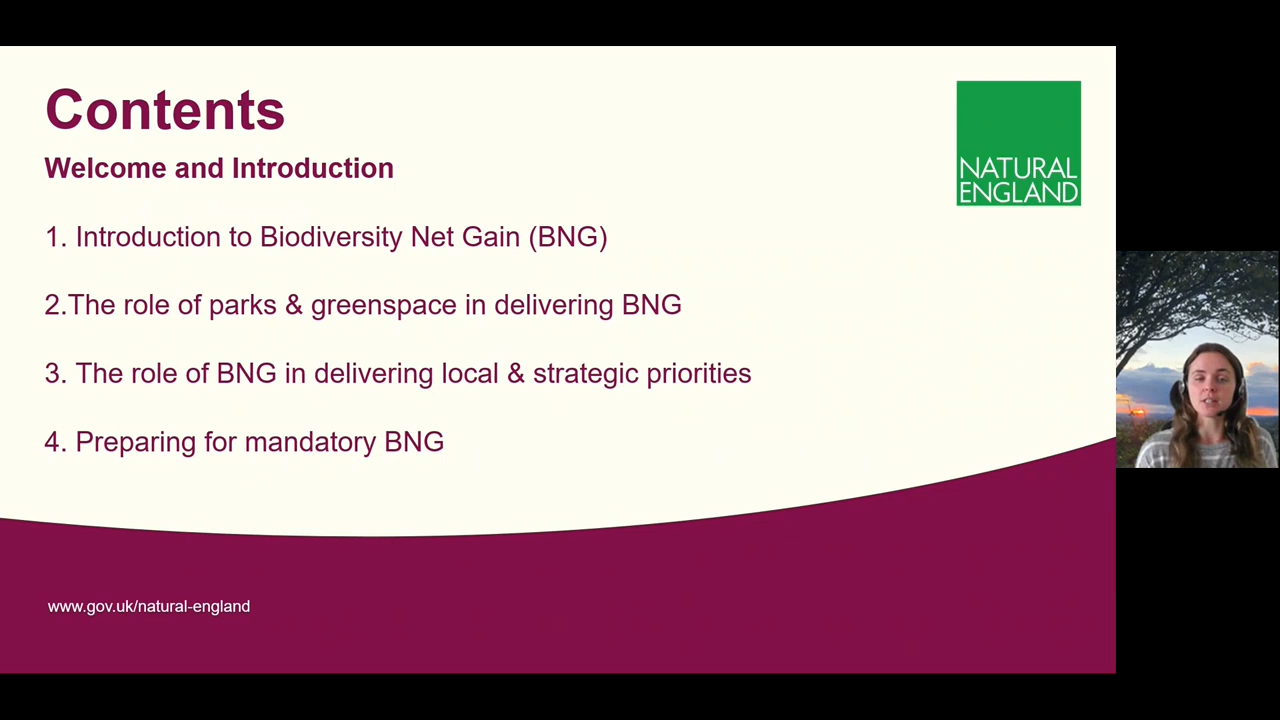 Contents
Welcome and Introduction
NATURAL
ENGLAND
1. Introduction to Biodiversity Net Gain (BNG)
2.The role of parks & greenspace in delivering BNG
3. The role of BNG in delivering local & strategic priorities
4. Preparing for mandatory BNG
www.gov.uk/natural-england